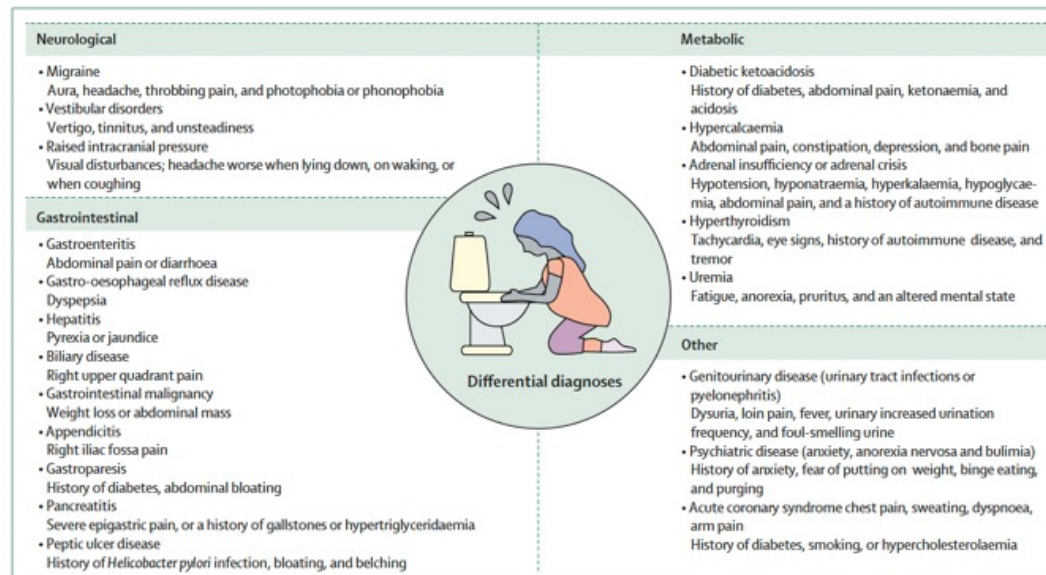 Neurological
• Migraine
Aura, headache, throbbing pain, and photophobia or phonophobia
• Vestibular disorders
Vertigo, tinnitus, and unsteadiness
• Raised intracranial pressure
Visual disturbances; headache worse when lying down, on waking, or
when coughing
Gastrointestinal
• Gastroenteritis
Abdominal pain or diarrhoea
• Gastro-oesophageal reflux disease
Dyspepsia
• Hepatitis
Pyrexia or jaundice
• Biliary disease
Right upper quadrant pain
• Gastrointestinal malignancy
Weight loss or abdominal mass
• Appendicitis
Right iliac fossa pain
• Gastroparesis
History of diabetes, abdominal bloating
• Pancreatitis
Severe epigastric pain, or a history of gallstones or hypertriglyceridaemia
• Peptic ulcer disease
History of Helicobacter pylori infection, bloating, and belching
Differential diagnoses
Metabolic
• Diabetic ketoacidosis
History of diabetes, abdominal pain, ketonaemia, and
acidosis
• Hypercalcaemia
Abdominal pain, constipation, depression, and bone pain
• Adrenal insufficiency or adrenal crisis
Hypotension, hyponatraemia, hyperkalaemia, hypoglycae-
mia, abdominal pain, and a history of autoimmune disease
• Hyperthyroidism
Tachycardia, eye signs, history of autoimmune disease, and
tremor
• Uremia
Fatigue, anorexia, pruritus, and an altered mental state
Other
• Genitourinary disease (urinary tract infections or
pyelonephritis)
Dysuria, loin pain, fever, urinary increased urination
frequency, and foul-smelling urine
• Psychiatric disease (anxiety, anorexia nervosa and bulimia)
History of anxiety, fear of putting on weight, binge eating,
and purging
• Acute coronary syndrome chest pain, sweating, dyspnoea,
arm pain
History of diabetes, smoking, or hypercholesterolaemia